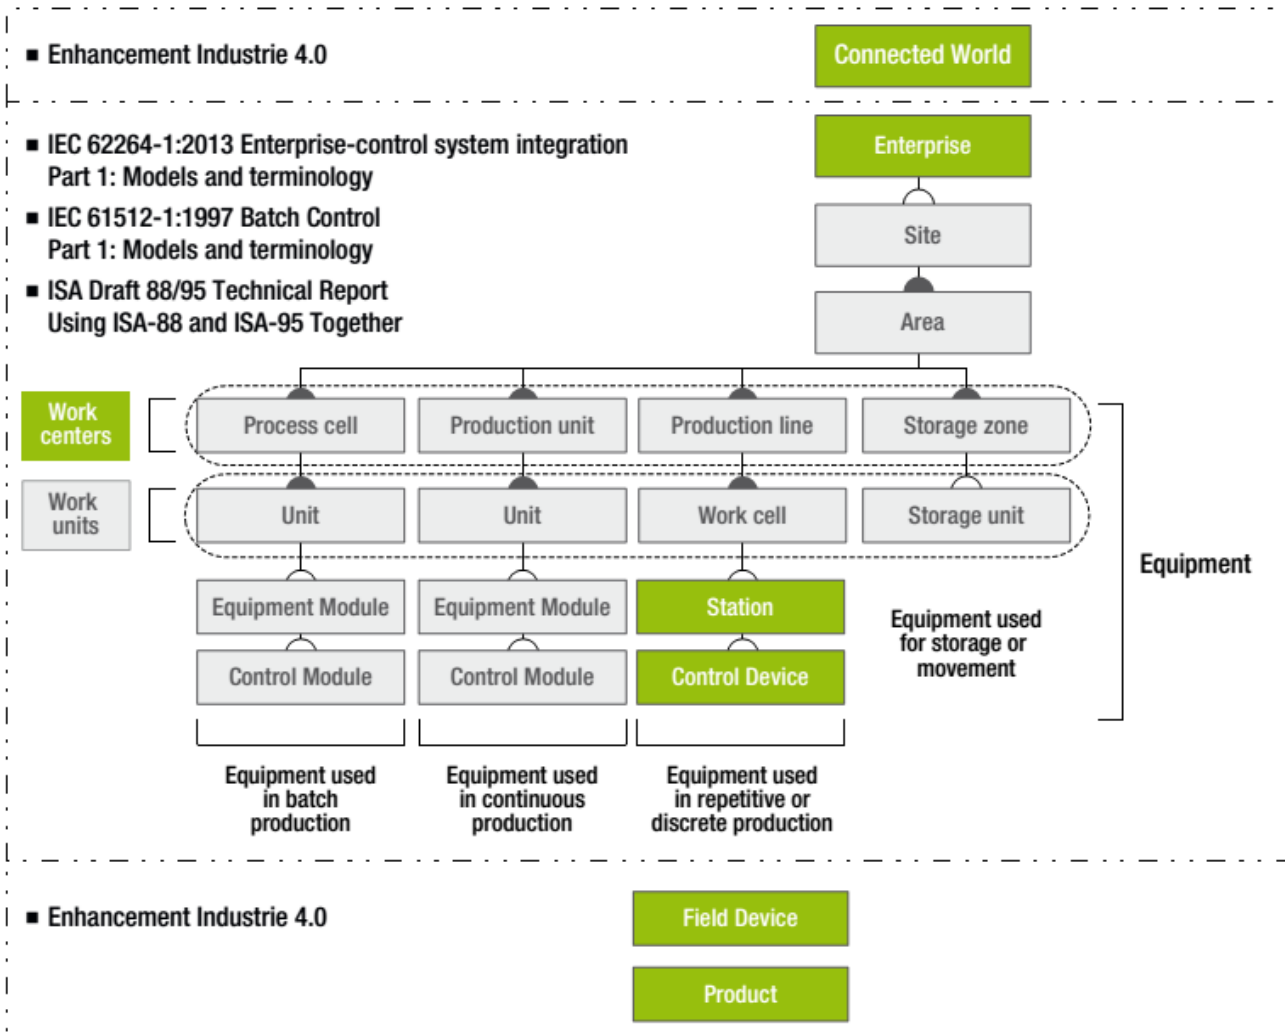 ■ Enhancement Industrie 4.0
Connected World
■ IEC 62264-1:2013 Enterprise-control system integration
Part 1: Models and terminology
■ IEC 61512-1:1997 Batch Control
Part 1: Models and terminology
■ ISA Draft 88/95 Technical Report
Using ISA-88 and ISA-95 Together
Enterprise
Site
Area
Work
centers
Process cell
Production unit
Production line
Storage zone
Work
units
Unit
Unit
Work cell
Storage unit
Equipment
Equipment Module
Equipment Module
Station
Control Module
Control Module
Control Device
Equipment used
for storage or
movement
Equipment used
in batch
production
Equipment used
in continuous
production
Equipment used
in repetitive or
discrete production
■ Enhancement Industrie 4.0
Field Device
Product